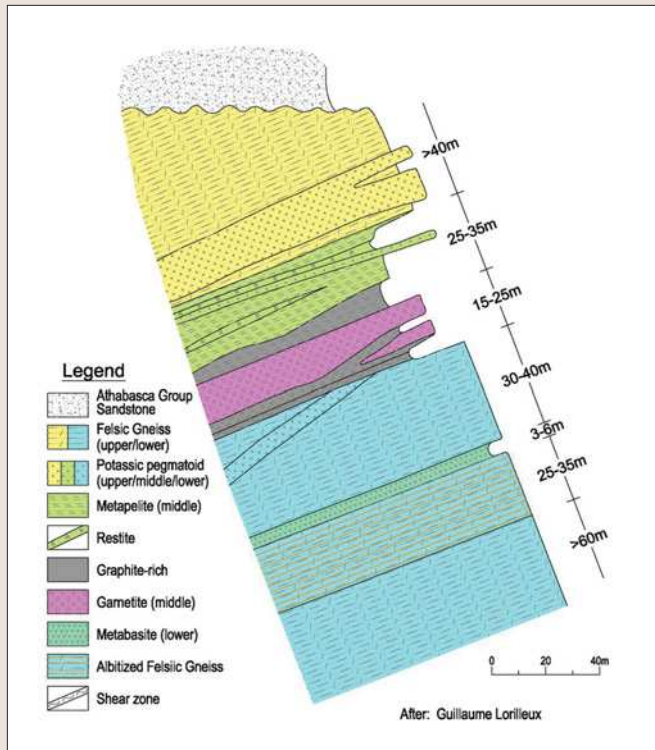 >40m
25-35m
15-25m
30-40m
3-6m
25-35m
>60m
Legend
Athabasca Group
Sandstone
Felsic Gneiss
(upper/lower)
Potassic pegmatoid
(upper/middle/lower)
Metapelite (middle)
Restite
Graphite-rich
Garnetite (middle)
Metabasite (lower)
Albitized Felsiic Gneiss
Shear zone
0 20 40m
After: Guillaume Lorilleux